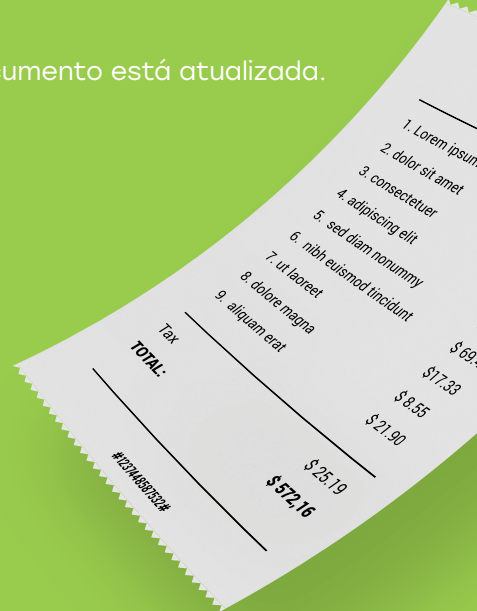 cumento está atualizada.
1. Lorem ipsum
2. dolor sit amet
3. consectetuer
4. adipiscing elit
5. sed diam nonummy
6. nibh euismod tincidunt
7. ut laoreet
8. dolore magna
9. aliquam erat
$ 69.
$17.33
$ 8.55
$ 21.90
Tax $ 25.19
TOTAL: $ 572,16
#1237448587532#